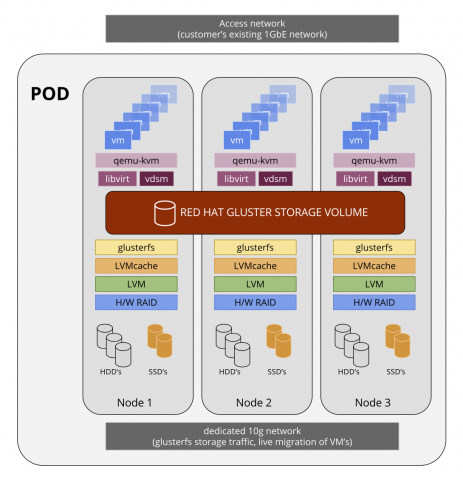 Access network
(customer's existing 1GbE network)
POD
vm
vm
vm
qemu-kvm
qemu-kvm
qemu-kvm
libvirt
vdsm
libvirt
vdsm
libvirt
vdsm
RED HAT GLUSTER STORAGE VOLUME
glusterfs
glusterfs
glusterfs
LVMcache
LVMcache
LVMcache
LVM
LVM
LVM
H/W RAID
H/W RAID
H/W RAID
HDD's
SSD's
HDD's
SSD's
HDD's
SSD's
Node 1
Node 2
Node 3
dedicated 10g network
(glusterfs storage traffic, live migration of VM's)